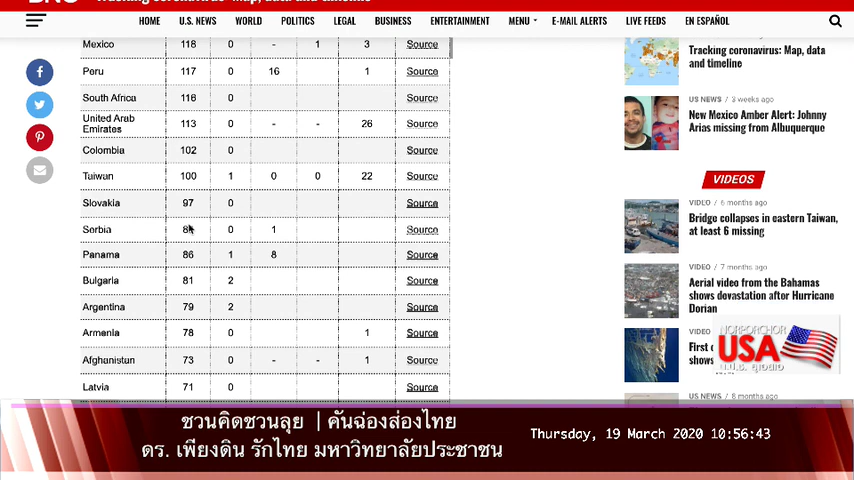 Tracking coronavirus: Map, data and timeline
HOME U.S. NEWS WORLD POLITICS LEGAL BUSINESS ENTERTAINMENT MENU E-MAIL ALERTS LIVE FEEDS EN ESPAÑOL
Mexico 118 0 - 1 3 Source
Peru 117 0 16 1 Source
South Africa 116 0 Source
United Arab
Emirates 113 0 - - 26 Source
Colombia 102 0 Source
Taiwan 100 1 0 0 22 Source
Slovakia 97 0 Source
Serbia 0 1 Source
Panama 86 1 8 Source
Bulgaria 81 2 Source
Argentina 79 2 Source
Armenia 78 0 1 Source
Afghanistan 73 0 - - 1 Source
Latvia 71 0 Source
Tracking coronavirus: Map, data
and timeline
US NEWS / 3 weeks ago
New Mexico Amber Alert: Johnny
Arias missing from Albuquerque
VIDEOS
VIDEO / 6 months ago
Bridge collapses in eastern Taiwan,
at least 6 missing
VIDEO / 7 months ago
Aerial video from the Bahamas
shows devastation after Hurricane
Dorian
VIDEO
First
shows
US NEWS / 8 months ago
NORPORCHOR
USA
ชวนคิดชวนลุย | คันฉ่องส่องไทย
ดร. เพียงดิน รักไทย มหาวิทยาลัยประชาชน
Thursday, 19 March 2020 10:56:43